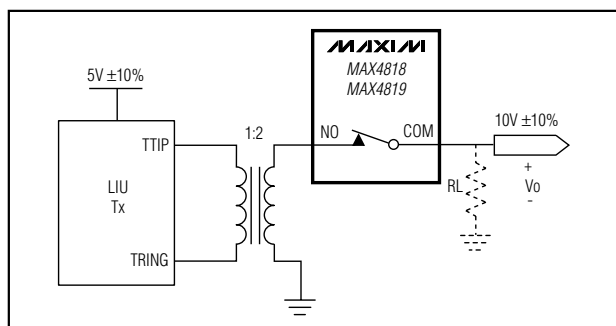 MAXIM
MAX4818
MAX4819
5V ±10%
1:2
NO
COM
10V ±10%
TTIP
LIU
Tx
TRING
RL
+
Vo
-